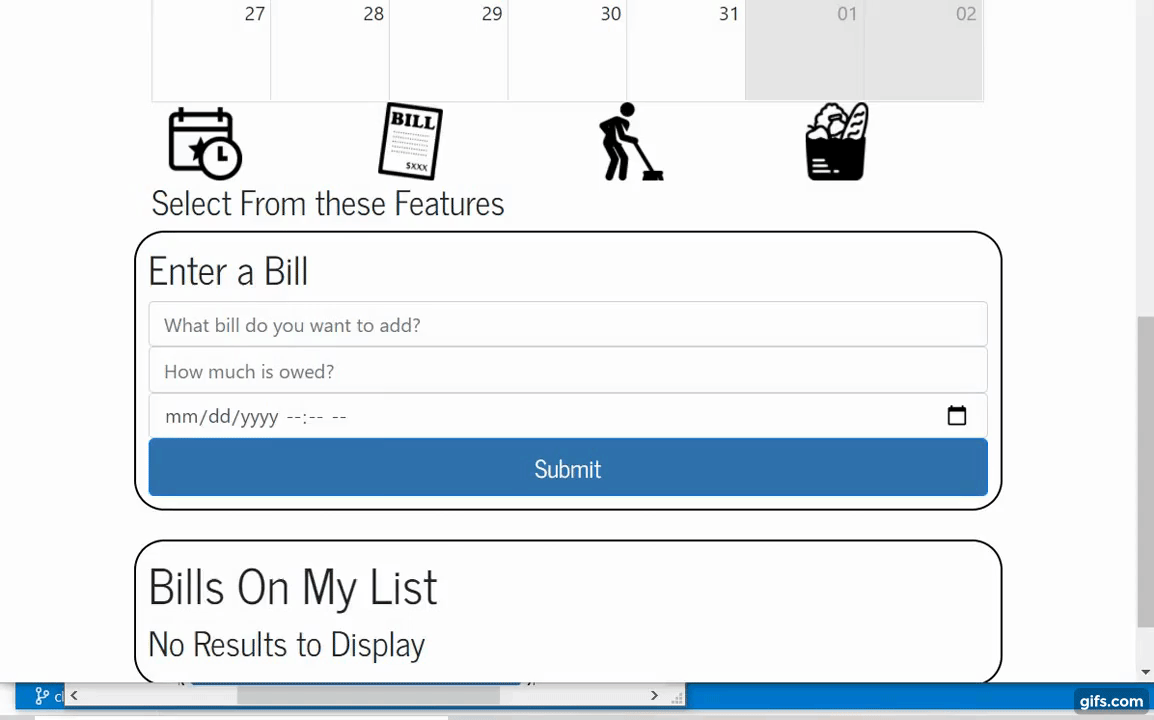 27 28 29 30 31 01 02
BILL
$XXX
Select From these Features
Enter a Bill
What bill do you want to add?
How much is owed?
mm/dd/yyyy --:-- --
Submit
Bills On My List
No Results to Display
gifs.com